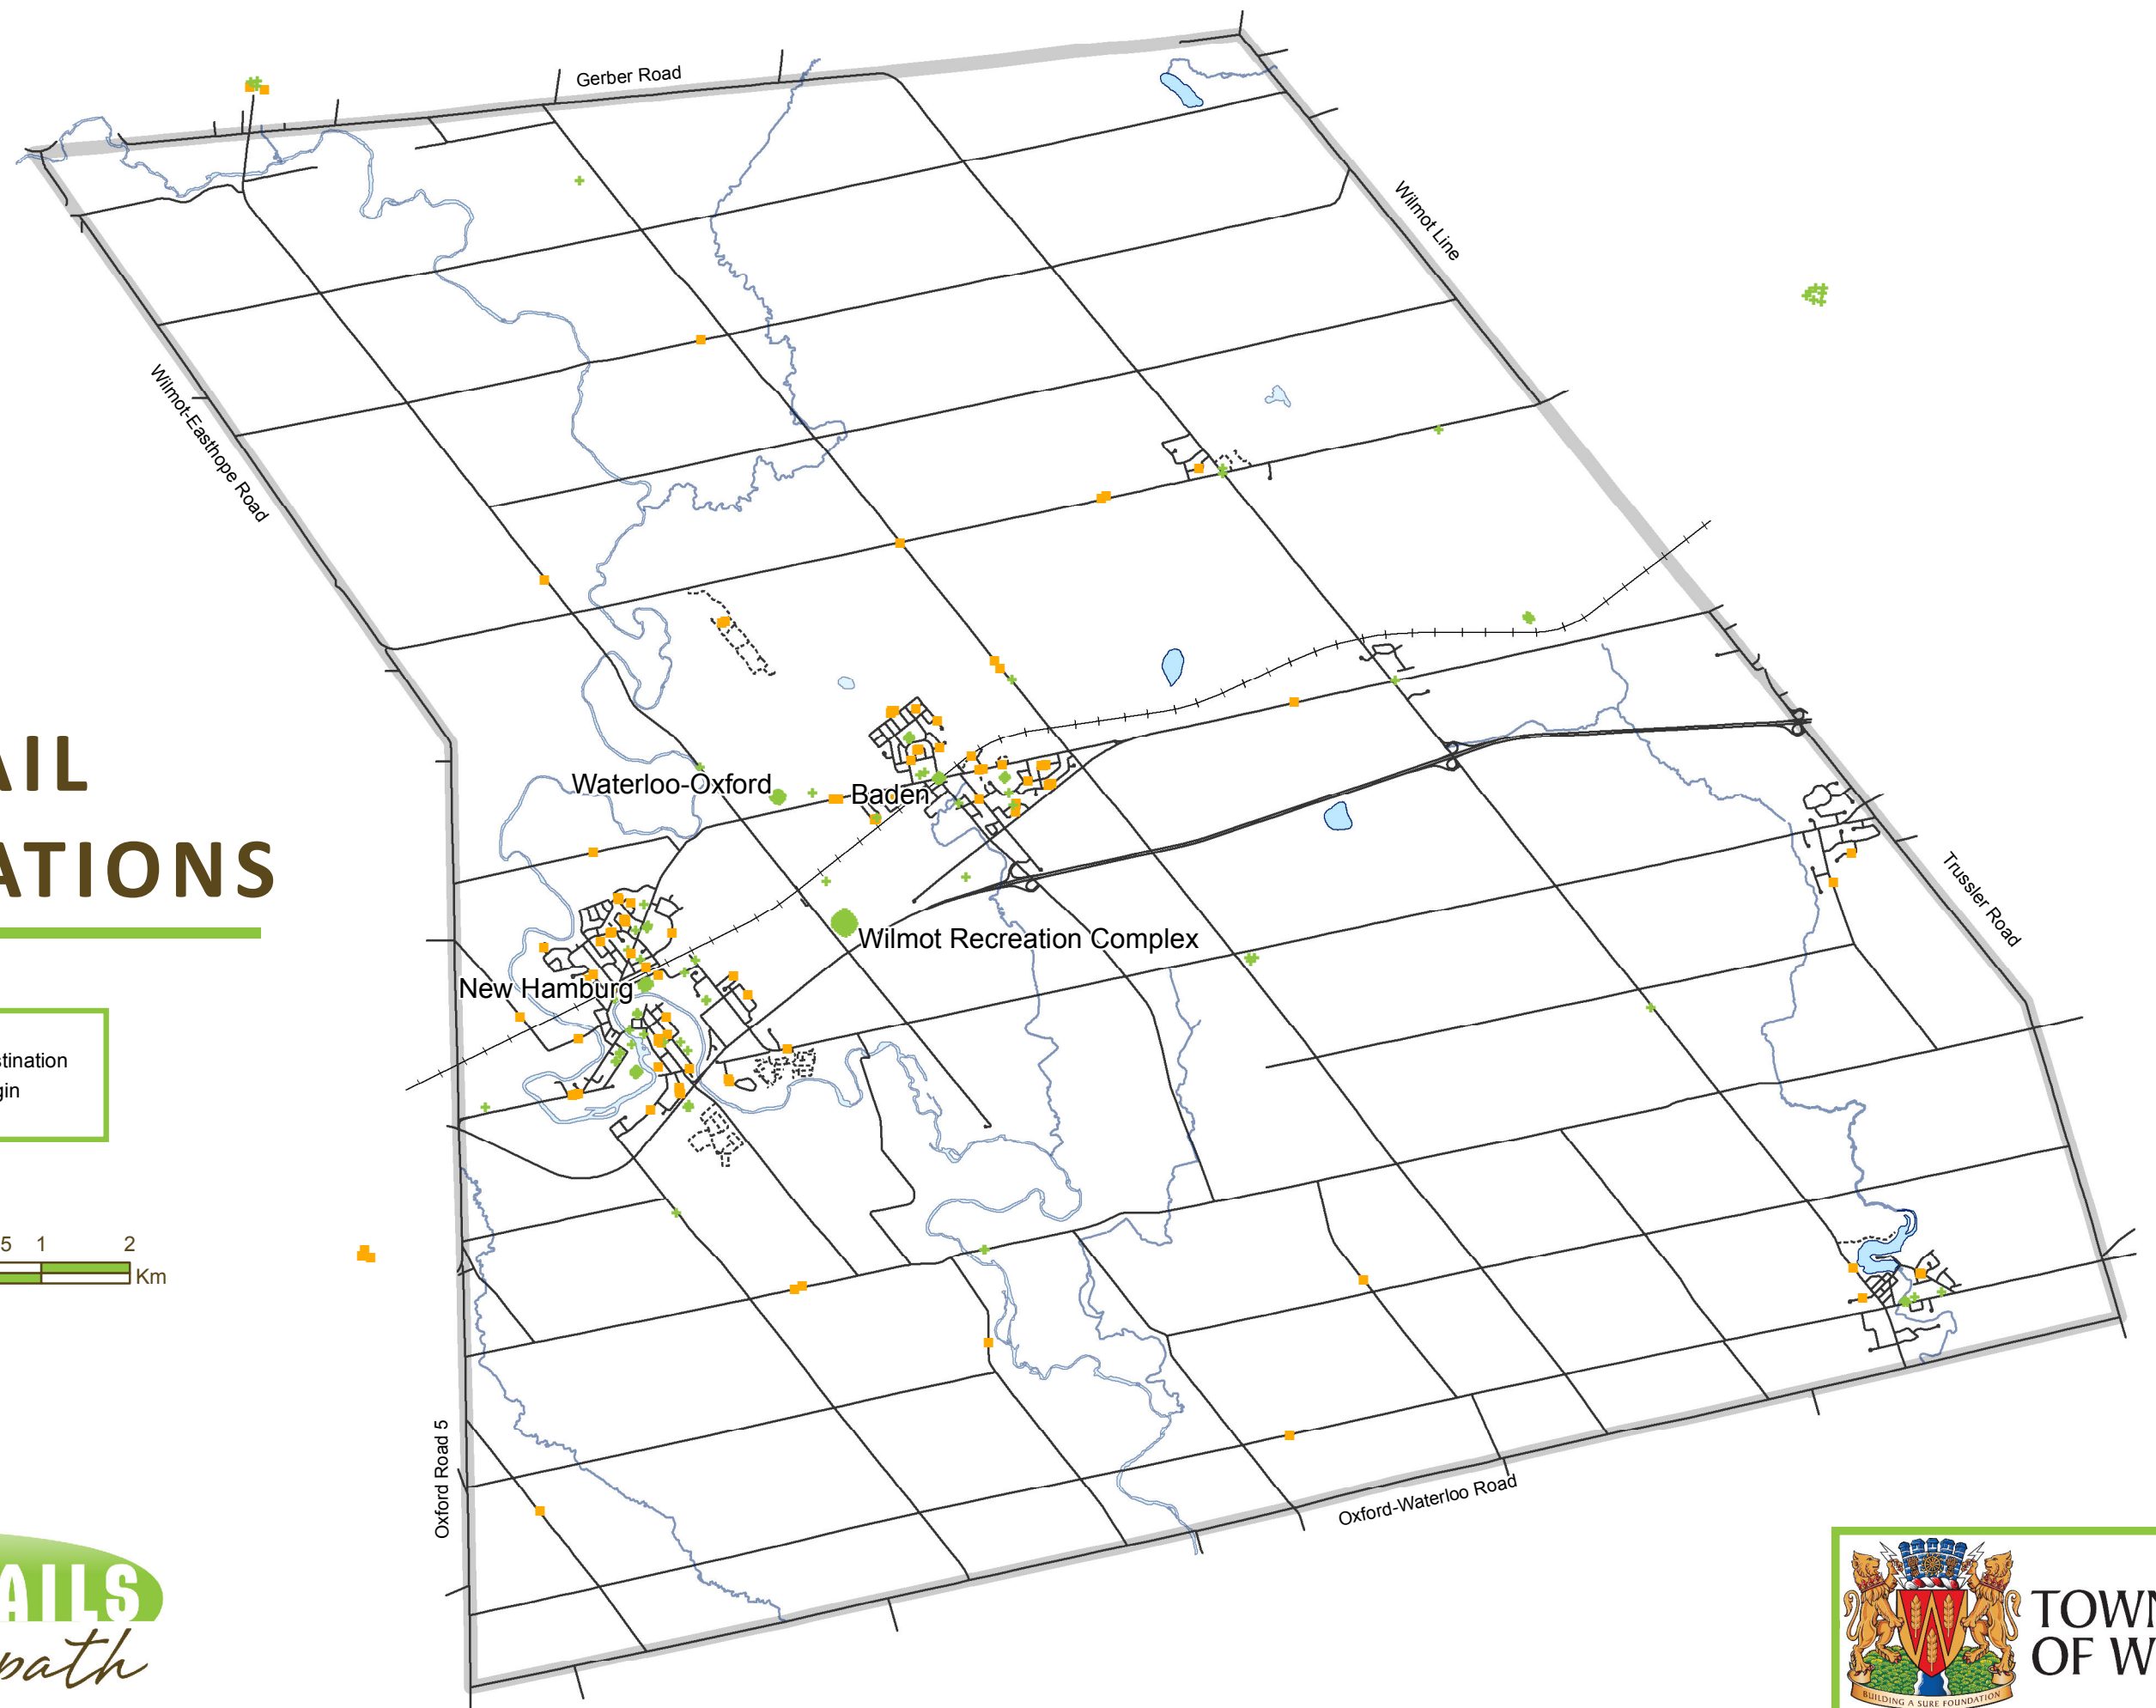 Gerber Road
Wilmot Line
Wilmot-Easthope Road
AIL
ATIONS
Waterloo-Oxford
Baden
Wilmot Recreation Complex
New Hamburg
Trussler Road
stination
gin
5 1 2
Km
Oxford Road 5
Oxford-Waterloo Road
AILS
path
TOWN
OF W
BUILDING A SURE FOUNDATION